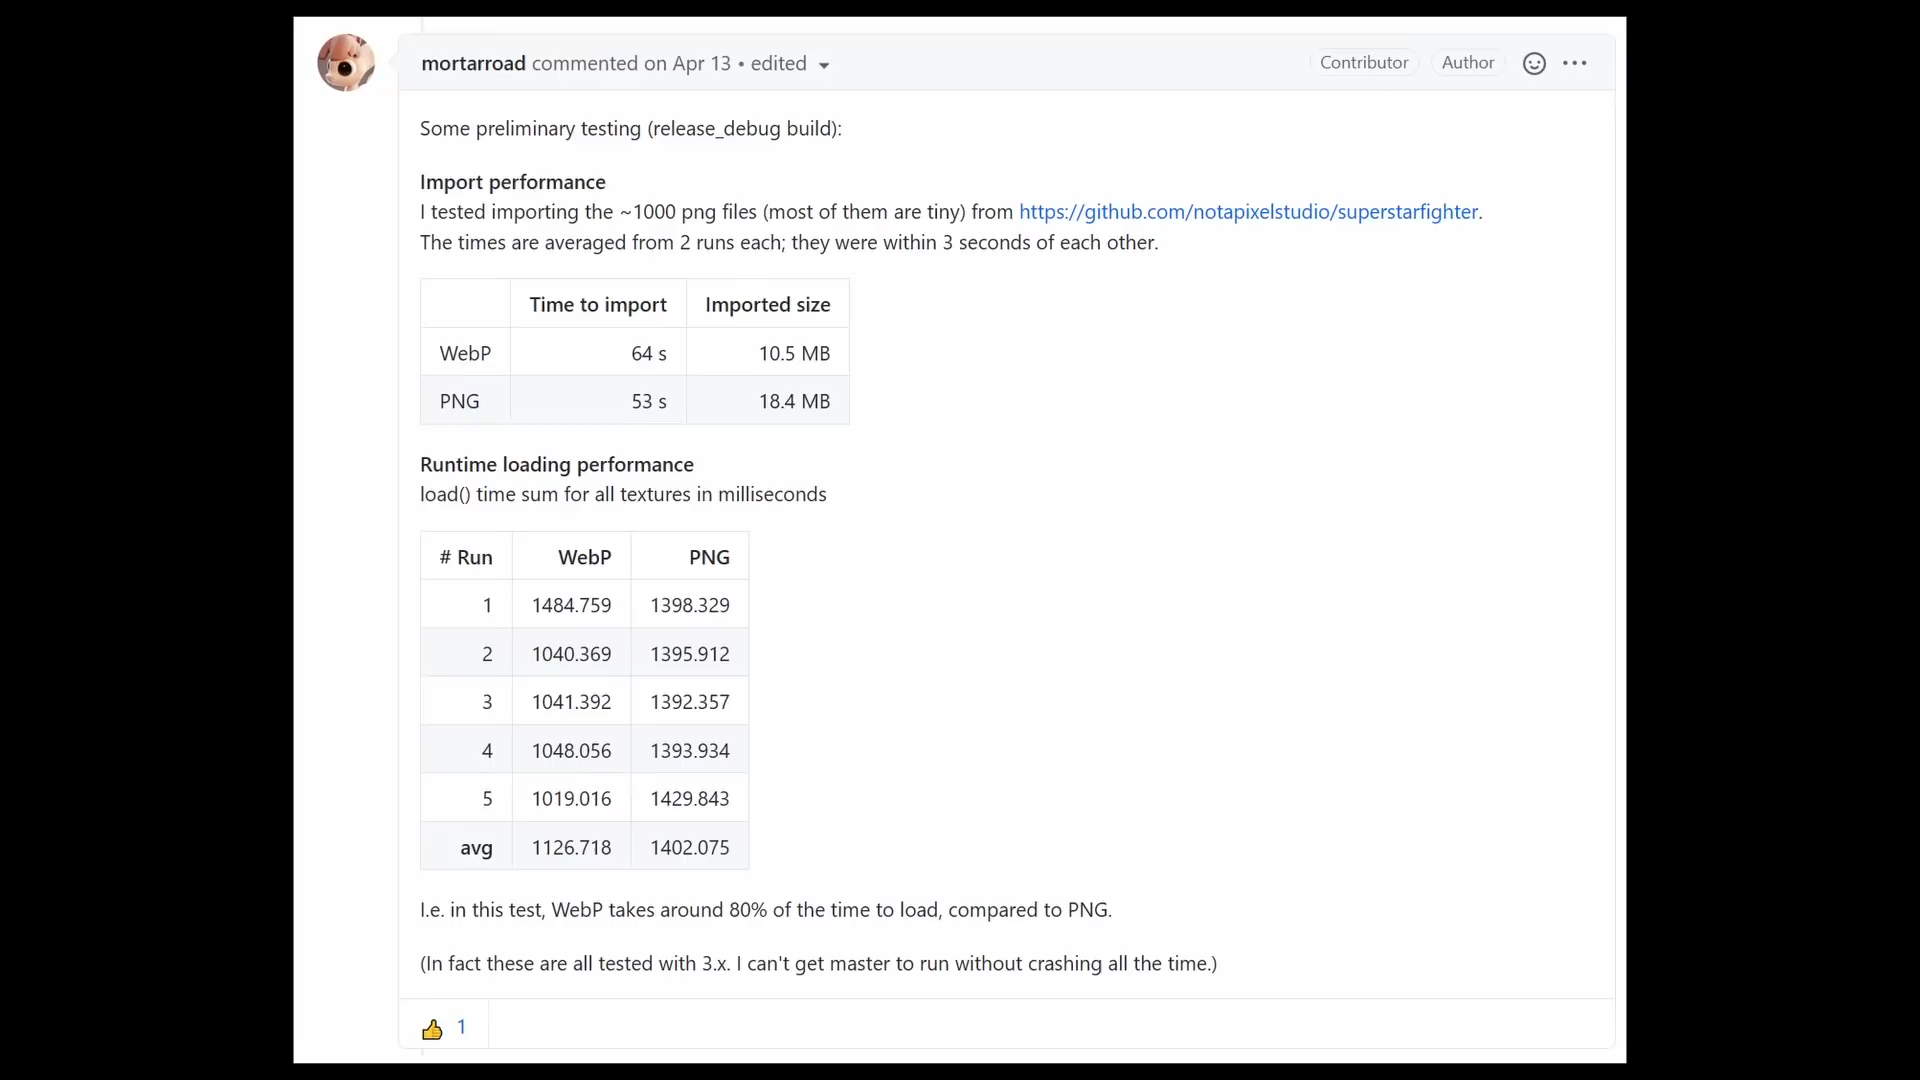 mortarroad commented on Apr 13 • edited
Contributor
Author
Some preliminary testing (release_debug build):
Import performance
I tested importing the ~1000 png files (most of them are tiny) from https://github.com/notapixelstudio/superstarfighter.
The times are averaged from 2 runs each; they were within 3 seconds of each other.
Time to import Imported size
WebP 64 s 10.5 MB
PNG 53 s 18.4 MB
Runtime loading performance
load() time sum for all textures in milliseconds
# Run WebP PNG
1 1484.759 1398.329
2 1040.369 1395.912
3 1041.392 1392.357
4 1048.056 1393.934
5 1019.016 1429.843
avg 1126.718 1402.075
I.e. in this test, WebP takes around 80% of the time to load, compared to PNG.
(In fact these are all tested with 3.x. I can't get master to run without crashing all the time.)
👍 1